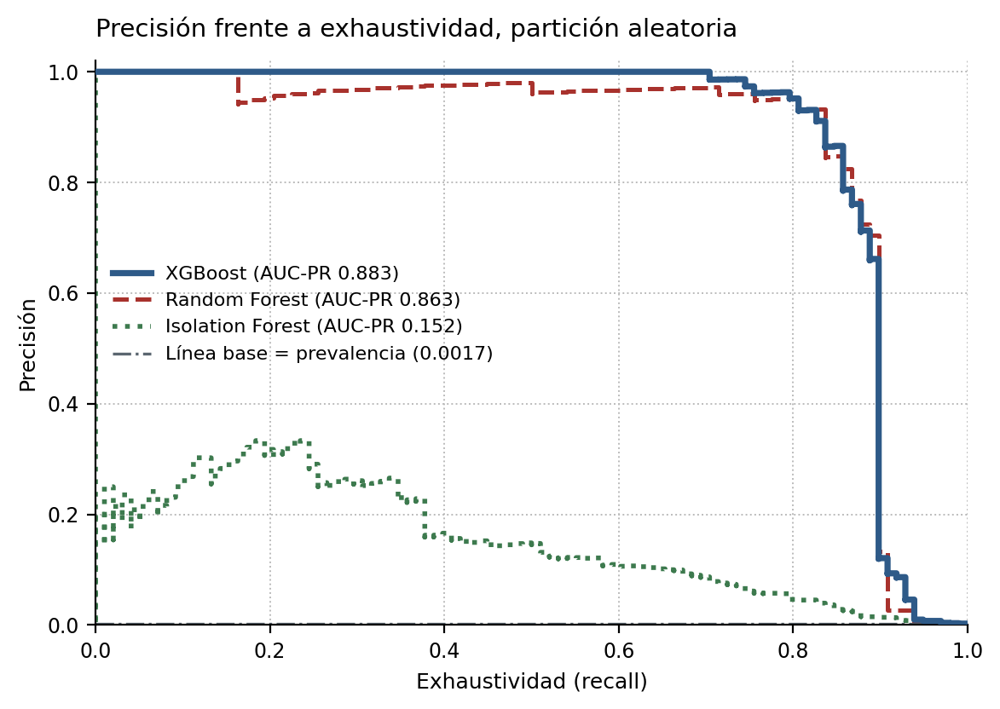 Precisión frente a exhaustividad, partición aleatoria
1.0
0.8
0.6
0.4
0.2
0.0
Precisión
XGBoost (AUC-PR 0.883)
Random Forest (AUC-PR 0.863)
Isolation Forest (AUC-PR 0.152)
Línea base = prevalencia (0.0017)
0.0 0.2 0.4 0.6 0.8 1.0
Exhaustividad (recall)